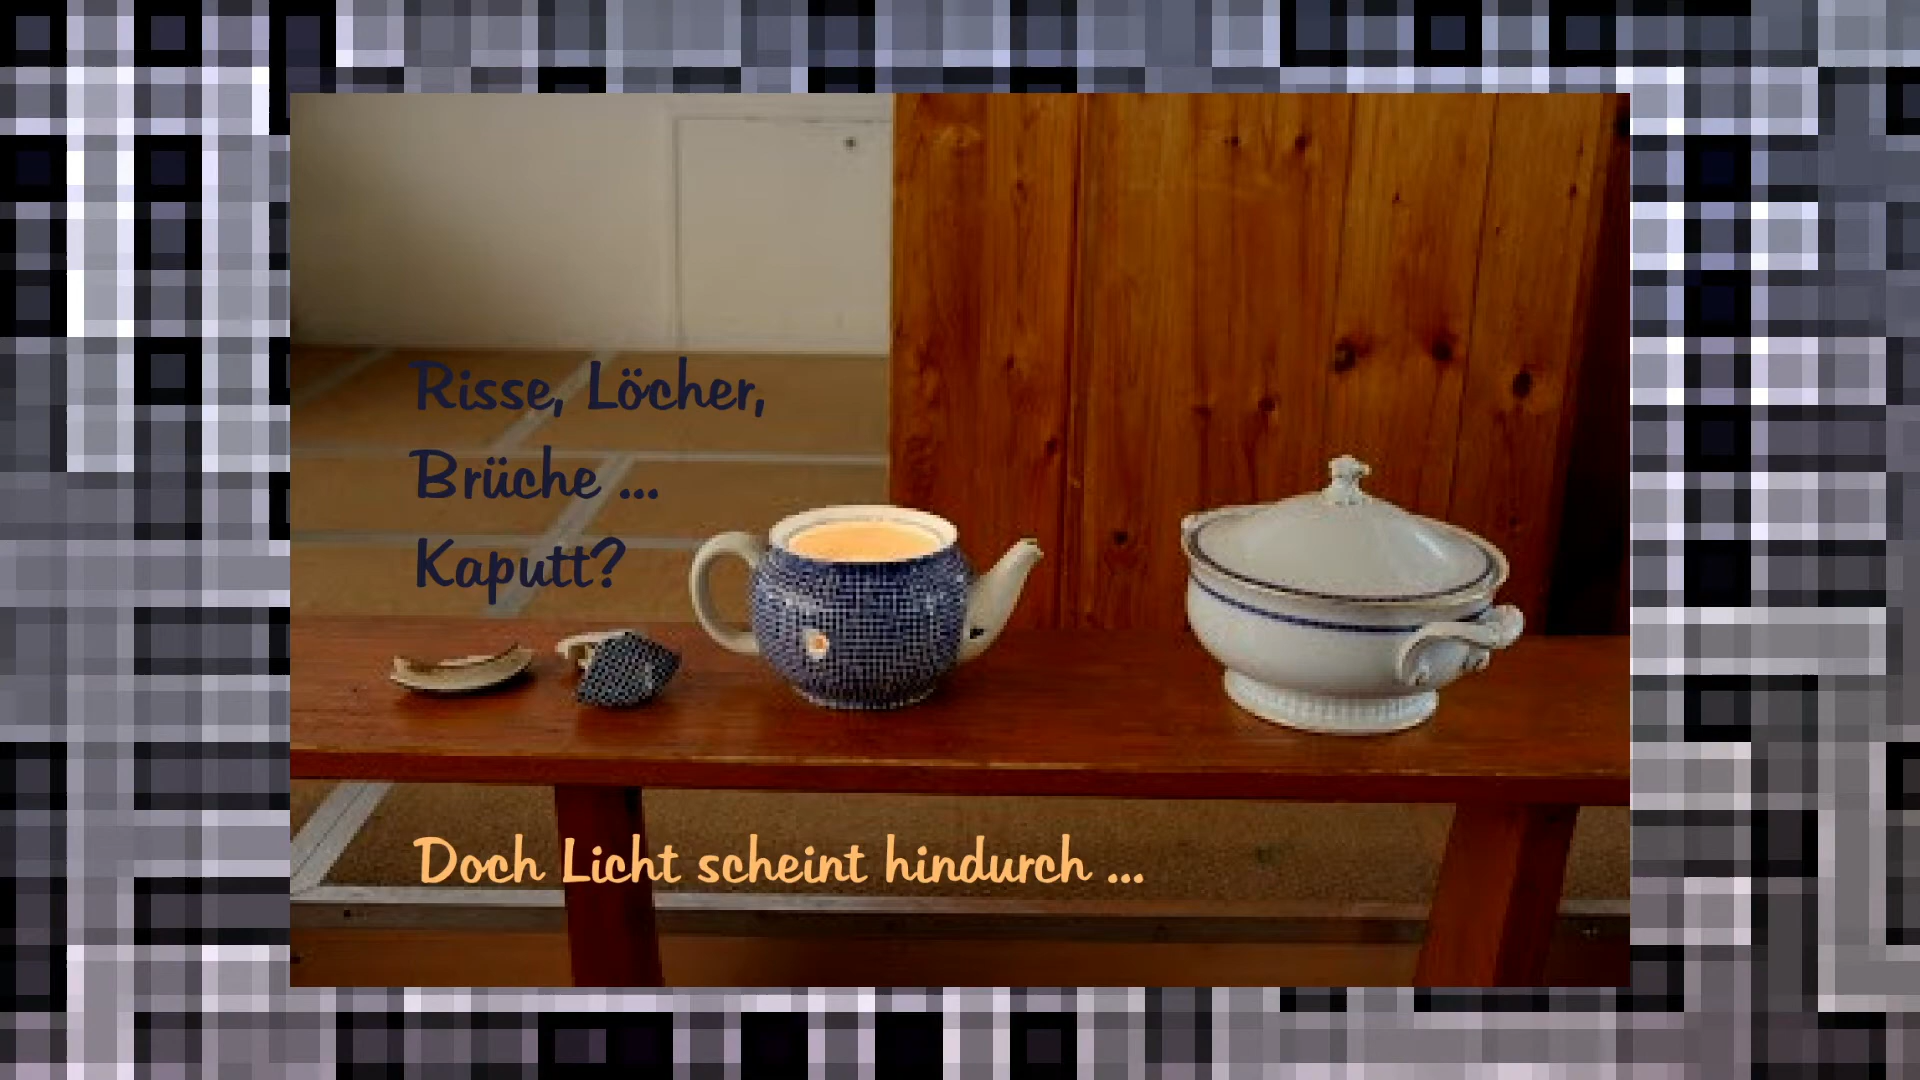 Risse, Löcher,
Brüche ...
Kaputt?
Doch Licht scheint hindurch ...